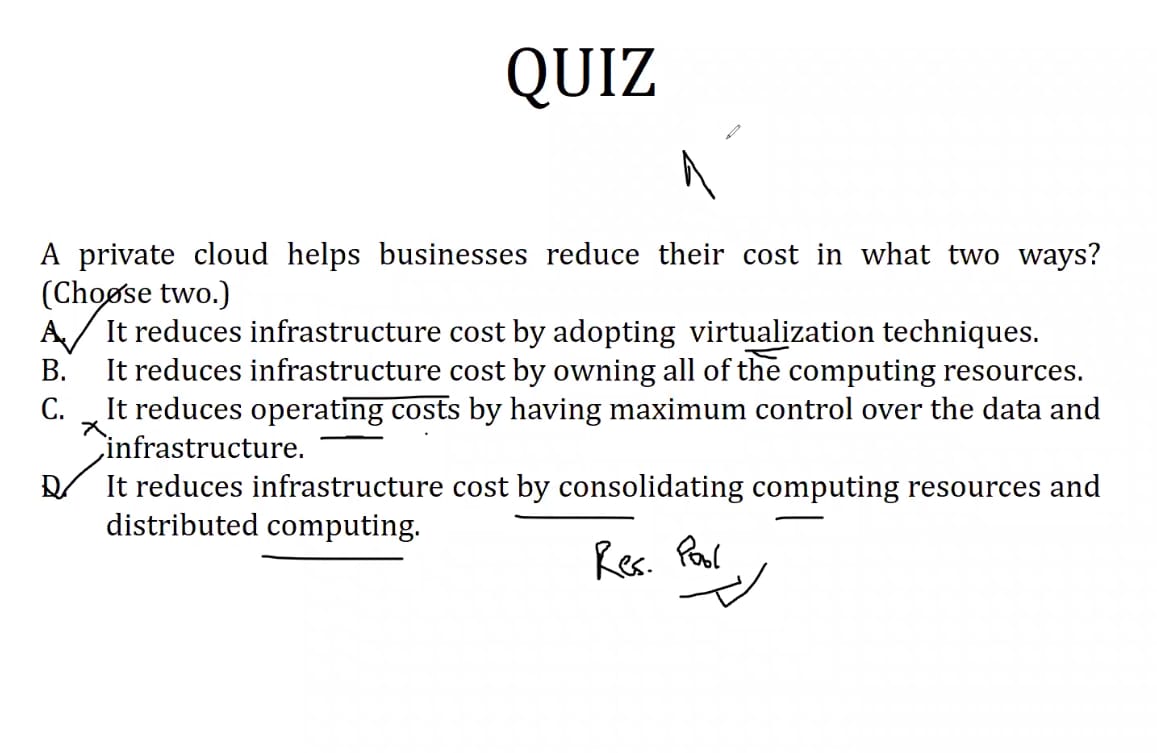 QUIZ
A private cloud helps businesses reduce their cost in what two ways?
(Choose two.)
A. It reduces infrastructure cost by adopting virtualization techniques.
B. It reduces infrastructure cost by owning all of the computing resources.
C. It reduces operating costs by having maximum control over the data and
infrastructure.
D. It reduces infrastructure cost by consolidating computing resources and
distributed computing.
Res. Pool